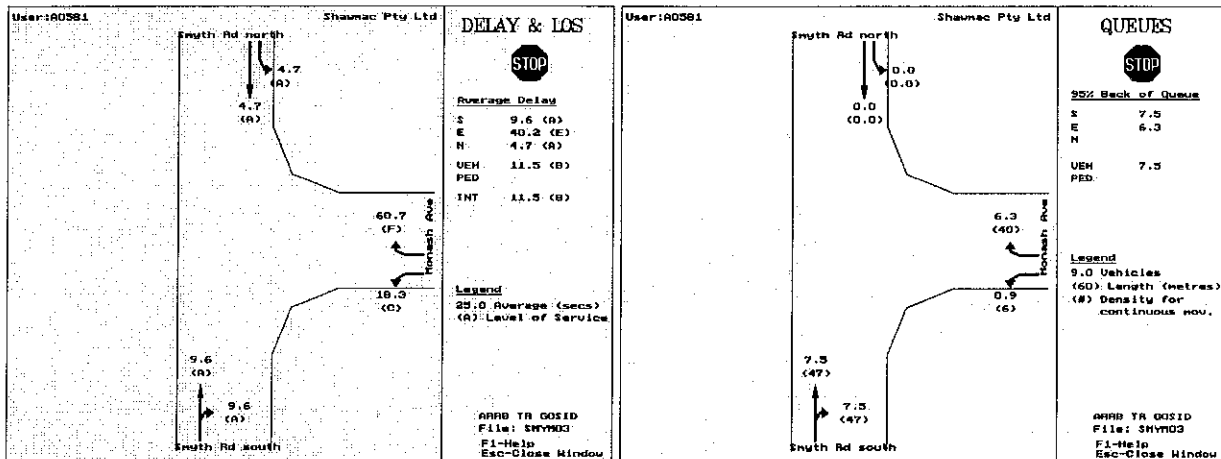 User:A0581 Shawmac Pty Ltd
Smyth Rd north
4.7
(A)
4.7
(A)
60.7
(F)
Monash Ave
18.3
(C)
9.6
(A)
9.6
(A)
Smyth Rd south
DELAY & LOS
STOP
Average Delay
S 9.6 (A)
E 40.2 (E)
N 4.7 (A)
VEH 11.5 (B)
PED
INT 11.5 (B)
Legend
25.0 Average (secs)
(A) Level of Service
ARRB TR GOSID
File: SMYM03
F1-Help
Esc-Close Window
User:A0581 Shawmac Pty Ltd
Smyth Rd north
0.0
(0.0)
0.0
(0.0)
6.3
(40)
Monash Ave
0.9
(6)
7.5
(47)
7.5
(47)
Smyth Rd south
QUEUES
STOP
95% Back of Queue
S 7.5
E 6.3
N
VEH 7.5
PED
Legend
9.0 Vehicles
(60) Length (metres)
(#) Density for
continuous mov.
ARRB TR GOSID
File: SMYM03
F1-Help
Esc-Close Window